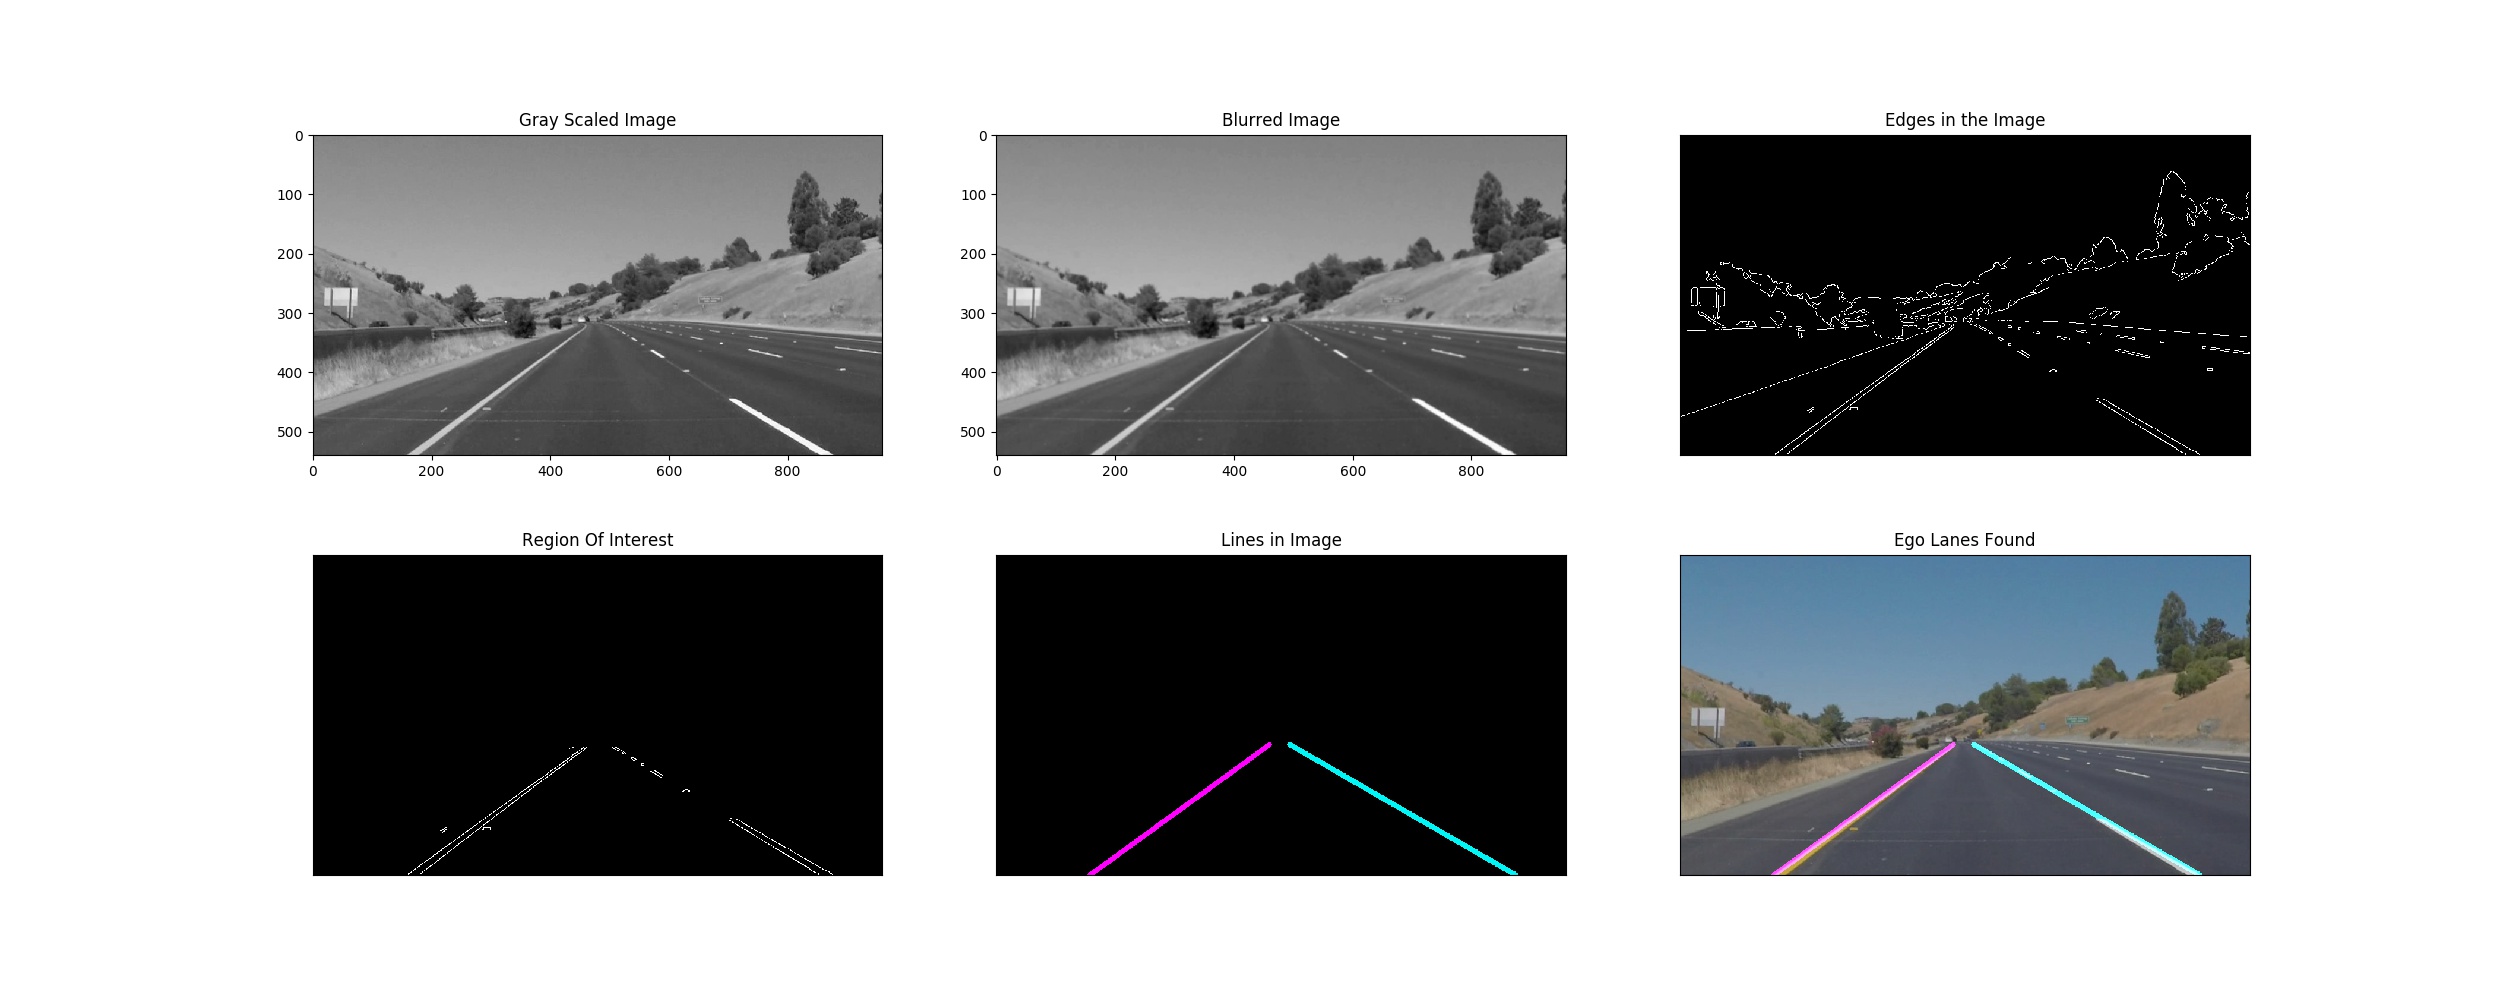 Gray Scaled Image
0
100
200
300
400
500
0 200 400 600 800
Blurred Image
0
100
200
300
400
500
0 200 400 600 800
Edges in the Image
Region Of Interest
Lines in Image
Ego Lanes Found